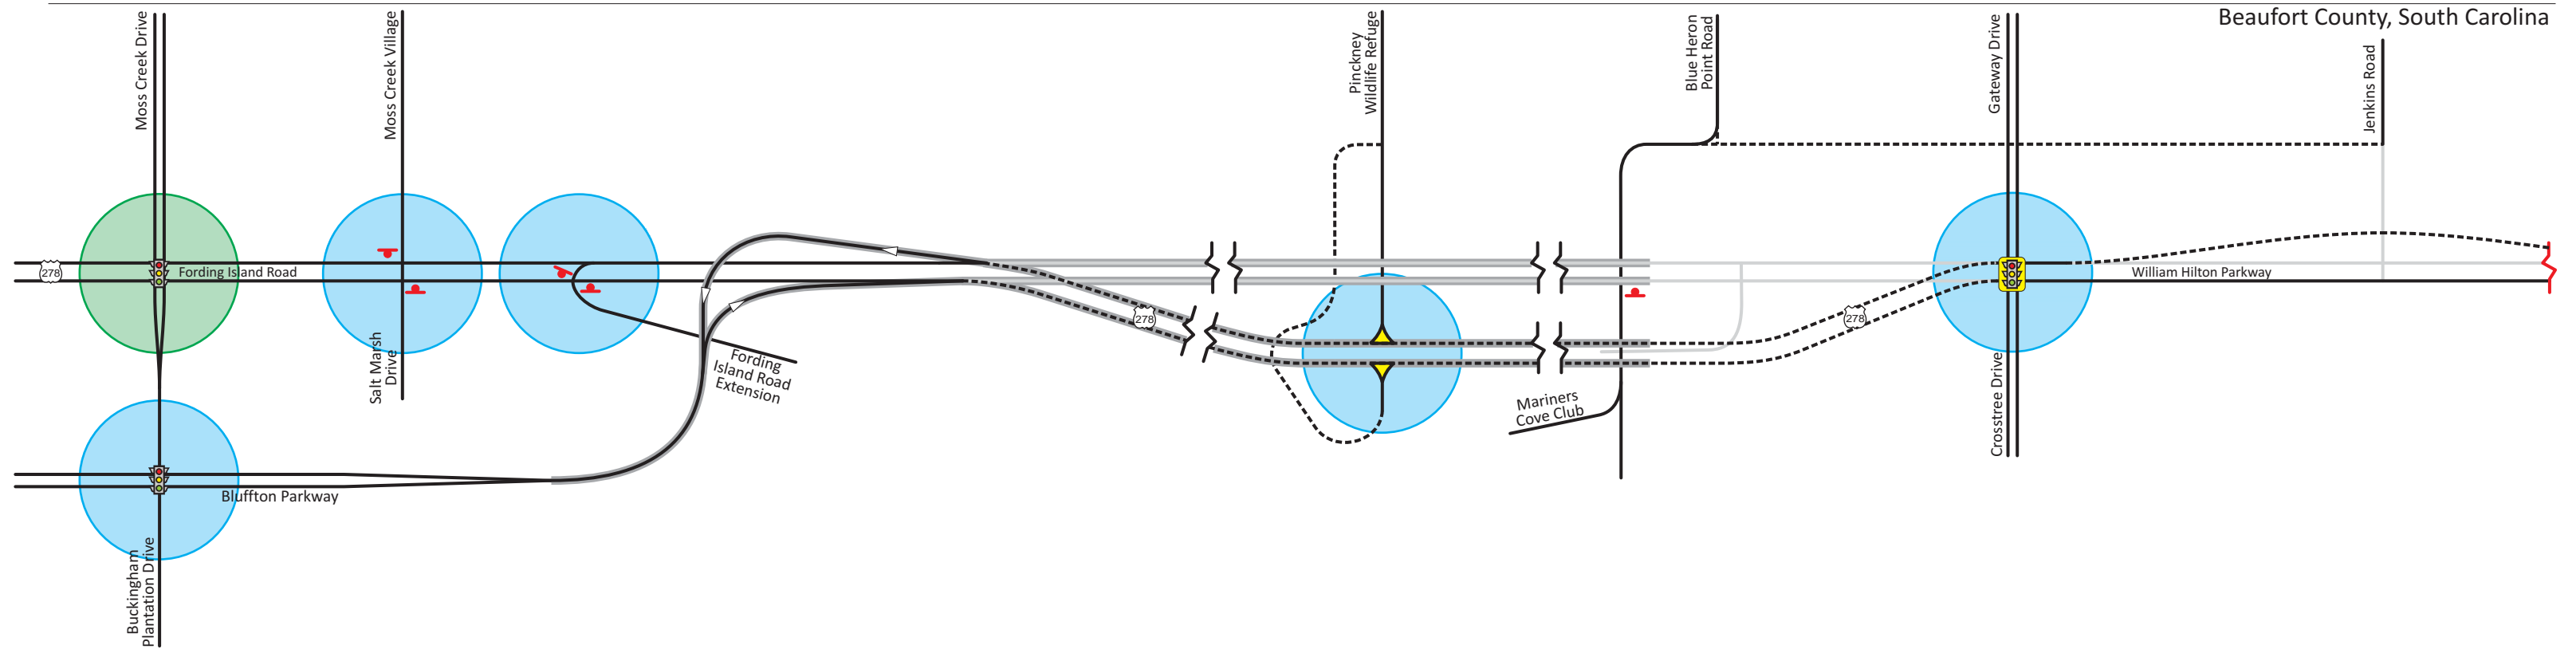 Beaufort County, South Carolina
Moss Creek Drive
Moss Creek Village
Pinckney
Wildlife Refuge
Blue Heron
Point Road
Gateway Drive
Jenkins Road
278
Fording Island Road
William Hilton Parkway
278
278
Salt Marsh
Drive
Fording
Island Road
Extension
Mariners
Cove Club
Crosstree Drive
Bluffton Parkway
Buckingham
Plantation Drive